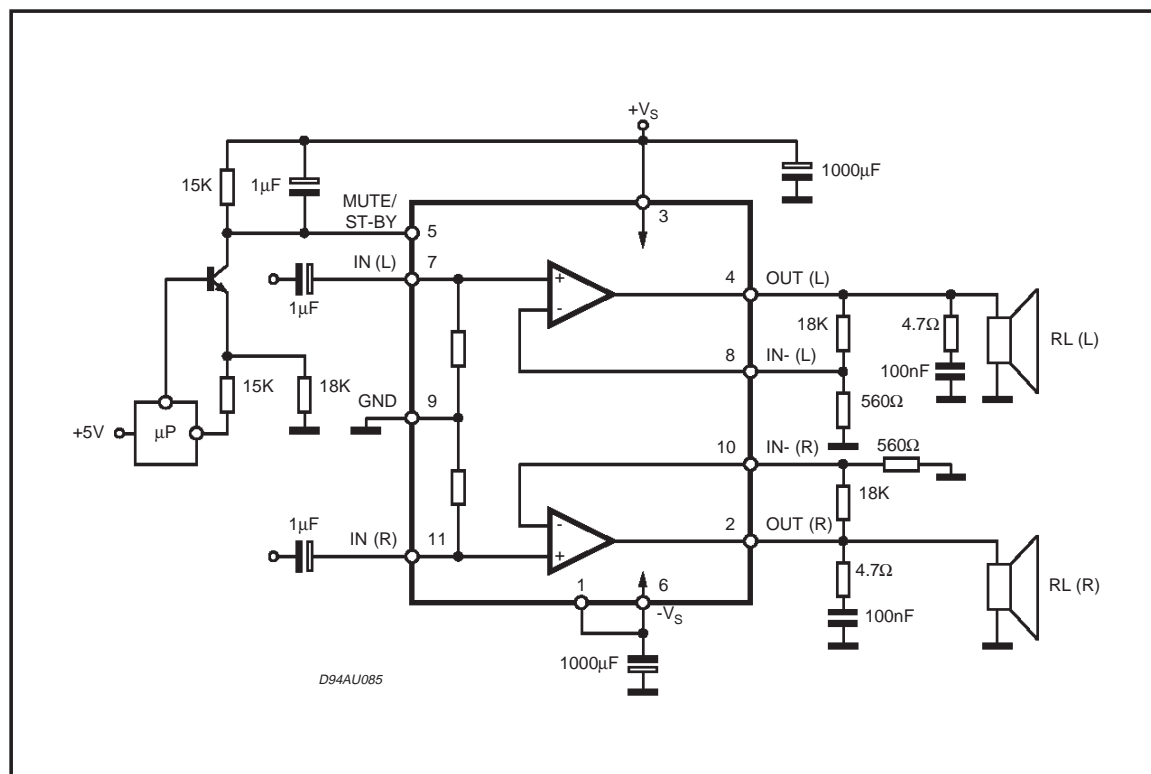 +VS
1000µF
15K
1µF
MUTE/
ST-BY
5
3
IN (L)
7
1µF
+
-
4
OUT (L)
18K
4.7Ω
RL (L)
8
IN- (L)
100nF
15K
18K
GND
9
560Ω
+5V
µP
10
IN- (R)
560Ω
18K
1µF
IN (R)
11
-
+
2
OUT (R)
4.7Ω
RL (R)
1
6
-VS
100nF
1000µF
D94AU085